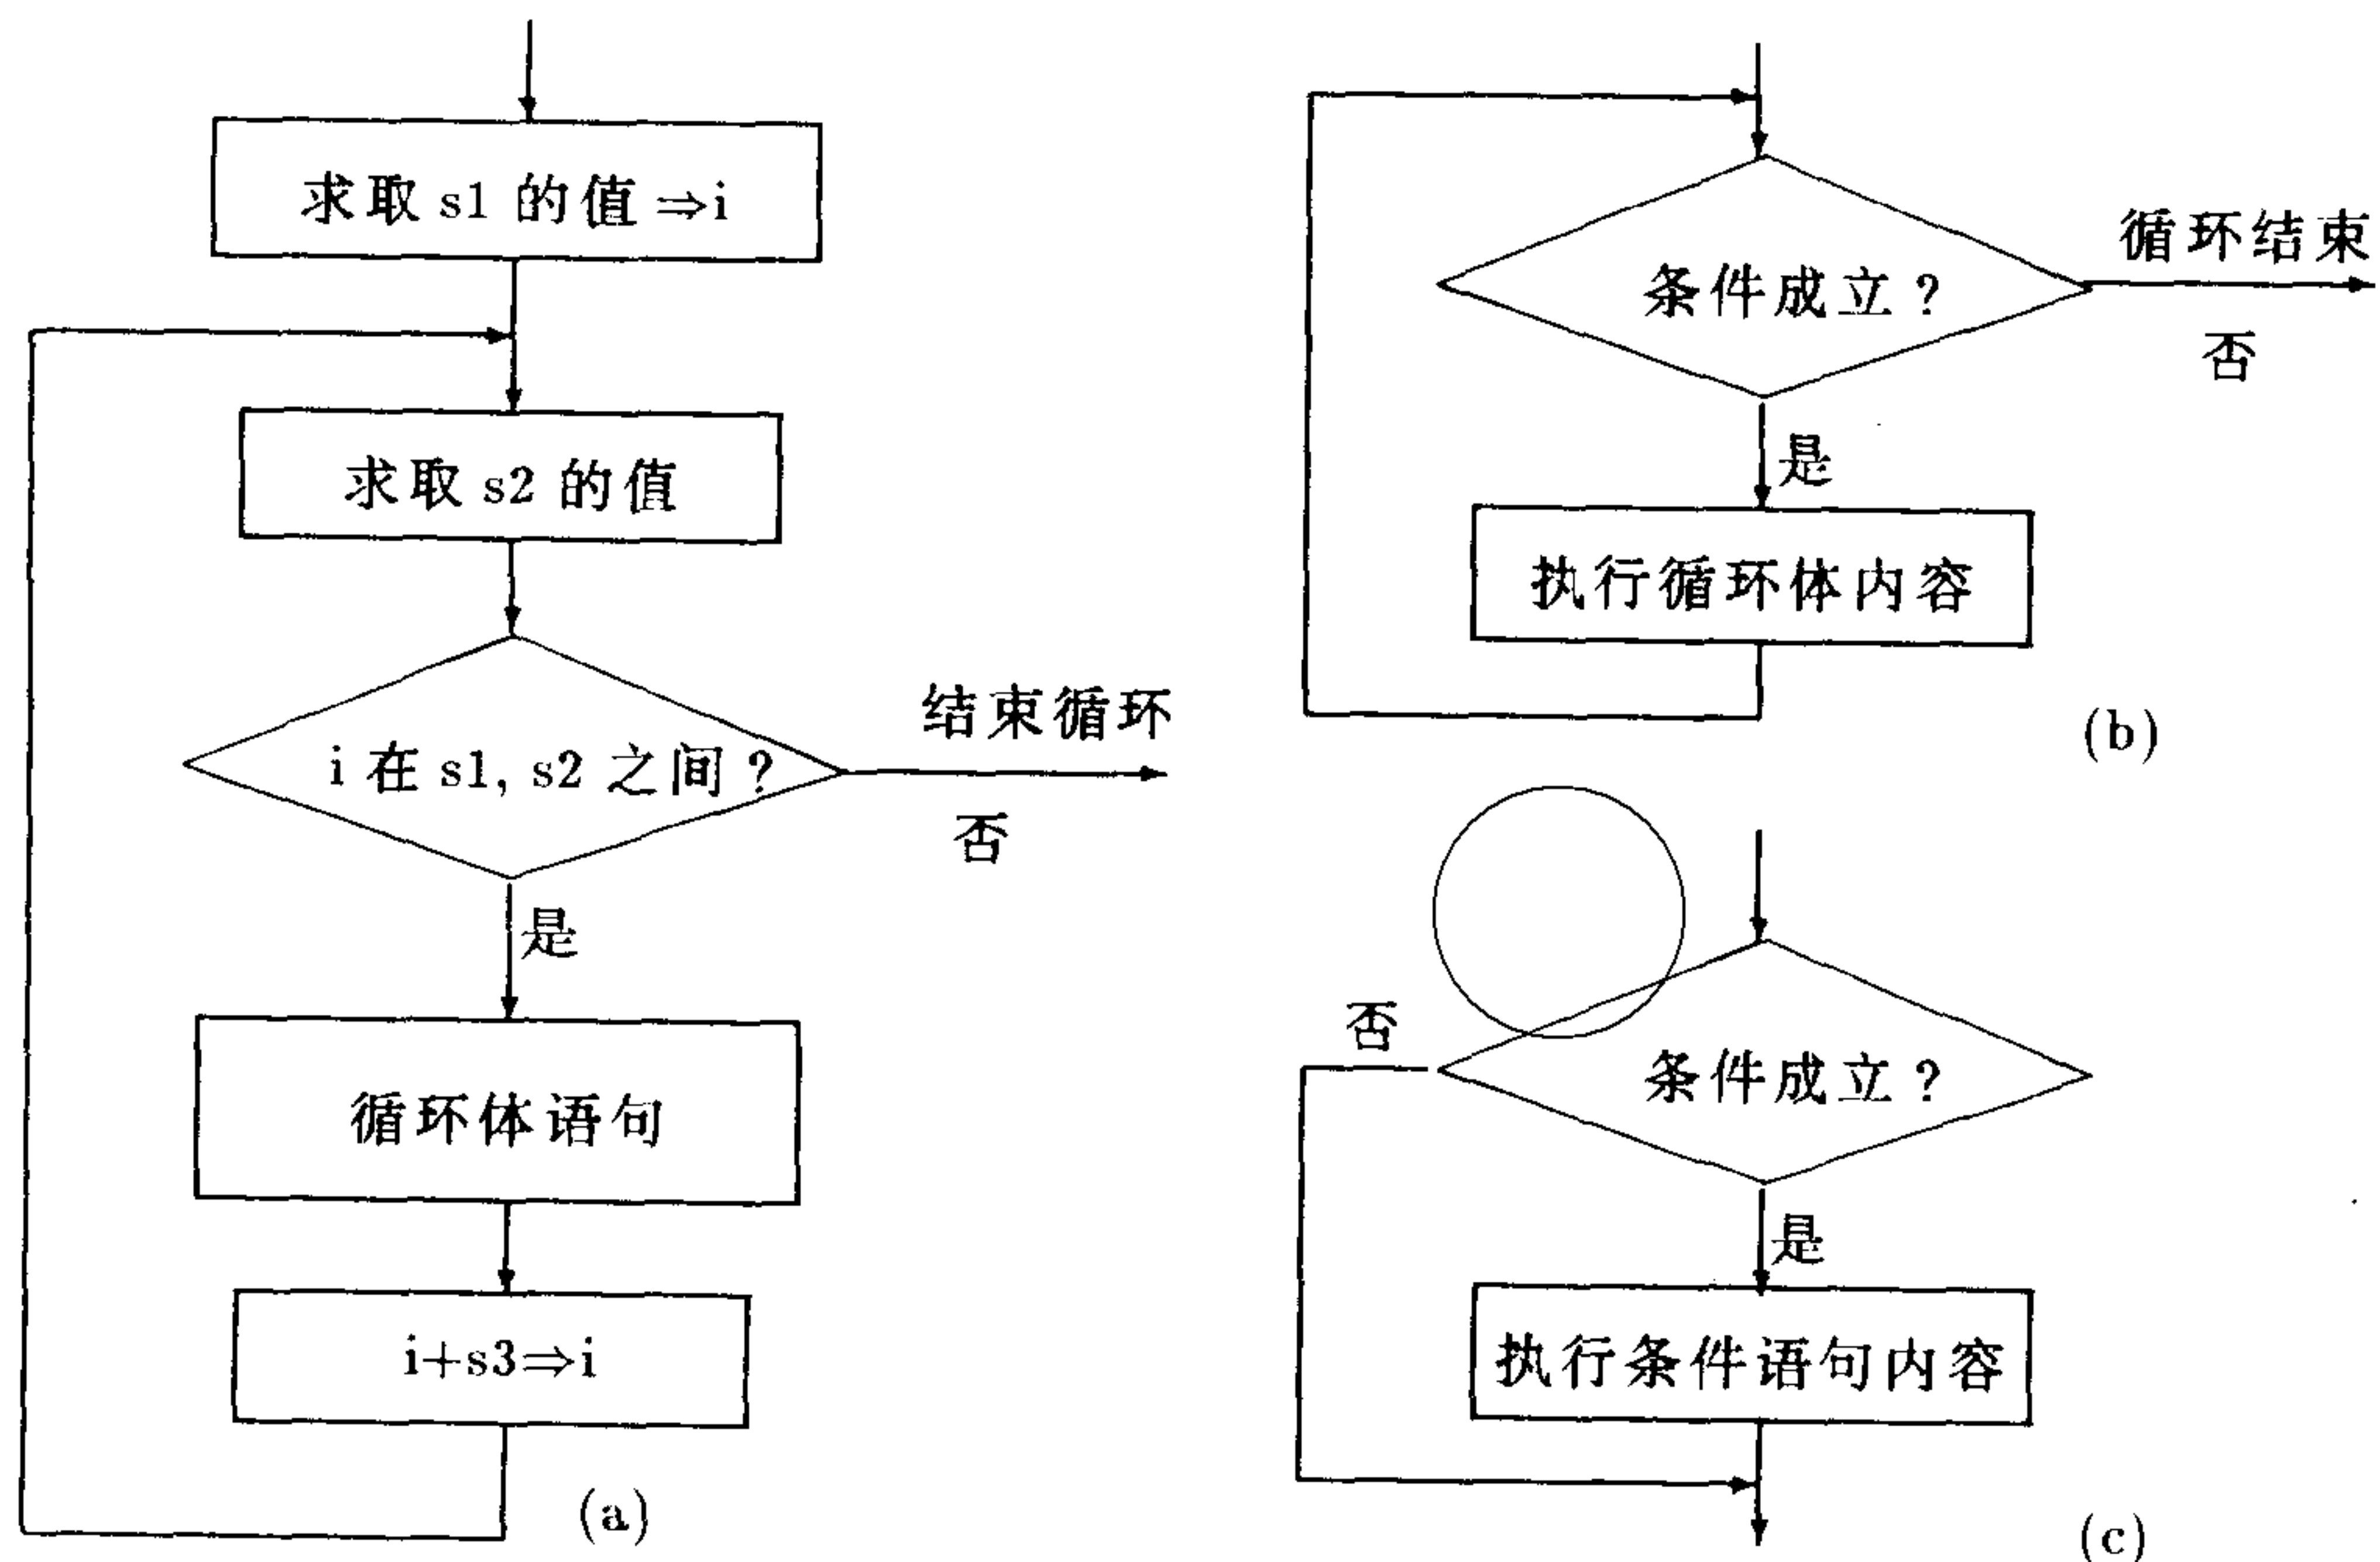 求取 s1 的值 ⇒i
求取 s2 的值
i 在 s1, s2 之间？
结束循环
否
是
循环体语句
i+s3⇒i
(a)
条件成立？
循环结束
否
是
执行循环体内容
(b)
条件成立？
否
是
执行条件语句内容
(c)